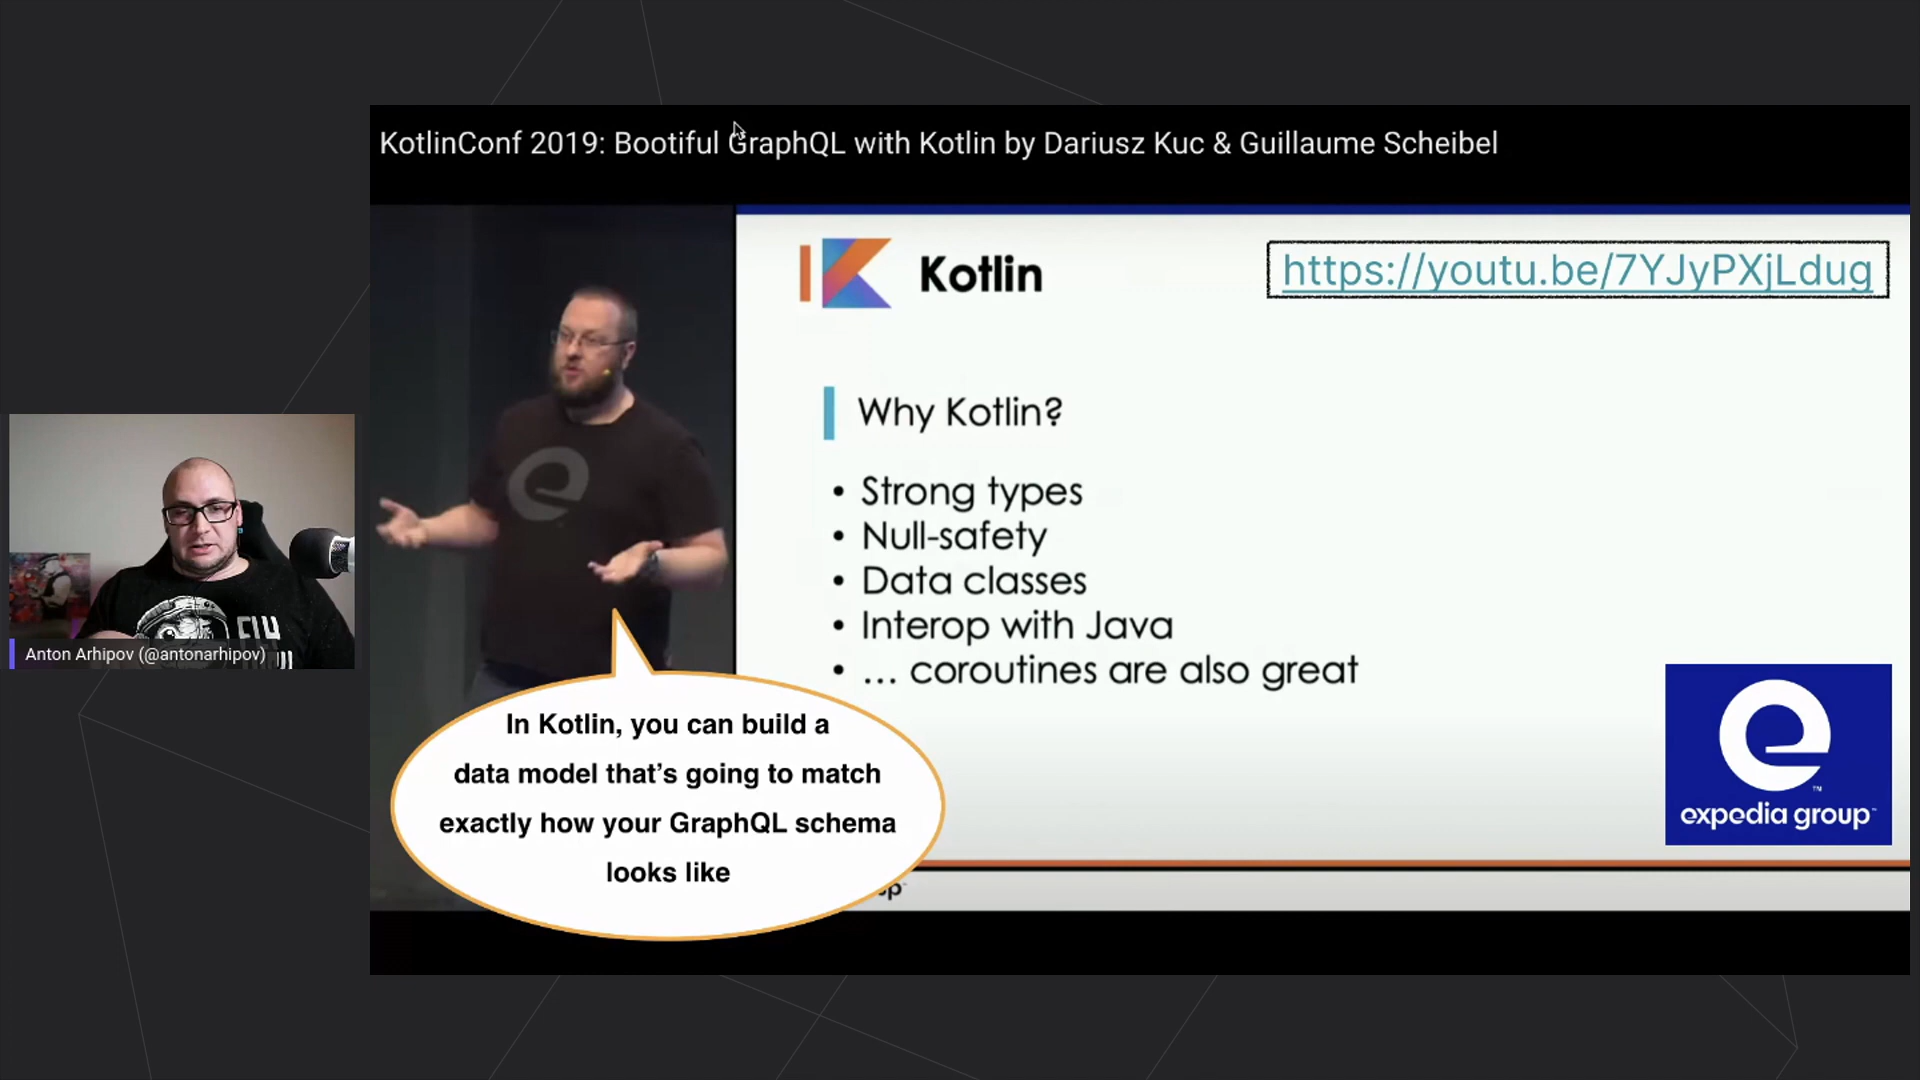 KotlinConf 2019: Bootiful GraphQL with Kotlin by Dariusz Kuc & Guillaume Scheibel
Kotlin
https://youtu.be/7YJyPXjLdug
Why Kotlin?
• Strong types
• Null-safety
• Data classes
• Interop with Java
• ... coroutines are also great
Anton Arhipov (@antonarhipov)
In Kotlin, you can build a
data model that's going to match
exactly how your GraphQL schema
looks like
expedia group™